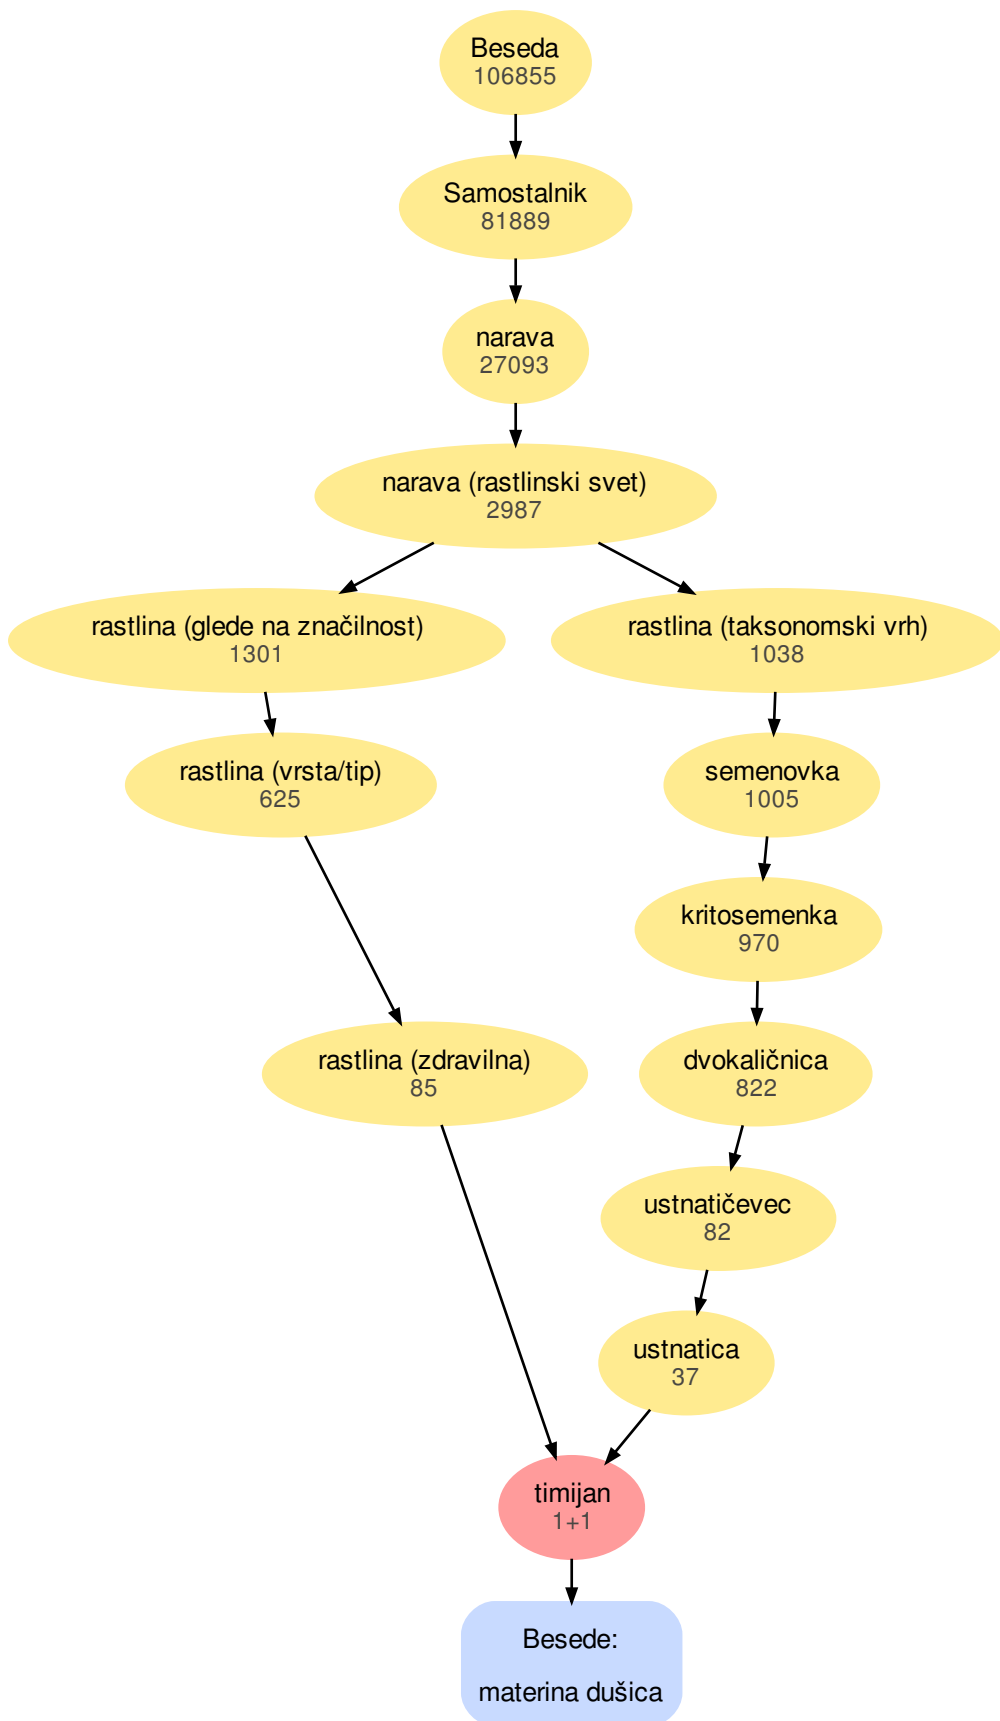 Beseda
106855
Samostalnik
81889
narava
27093
narava (rastlinski svet)
2987
rastlina (glede na značilnost)
1301
rastlina (taksonomski vrh)
1038
rastlina (vrsta/tip)
625
semenovka
1005
kritosemenka
970
rastlina (zdravilna)
85
dvokaličnica
822
ustnatičevec
82
ustnatica
37
timijan
1+1
Besede:
materina dušica